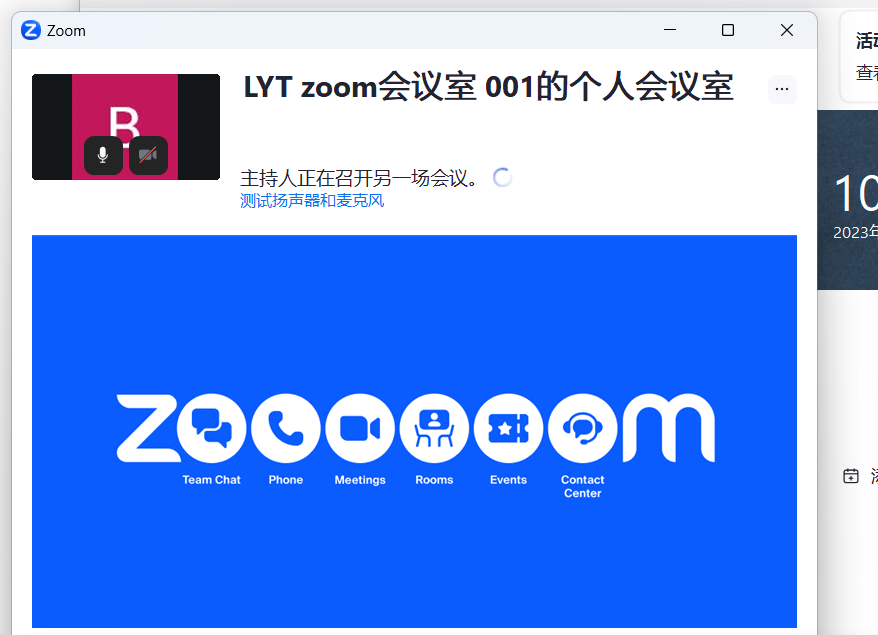 Zoom
B
LYT zoom会议室 001的个人会议室
主持人正在召开另一场会议。
测试扬声器和麦克风
zoom
Team Chat
Phone
Meetings
Rooms
Events
Contact
Center
查
10
2023年